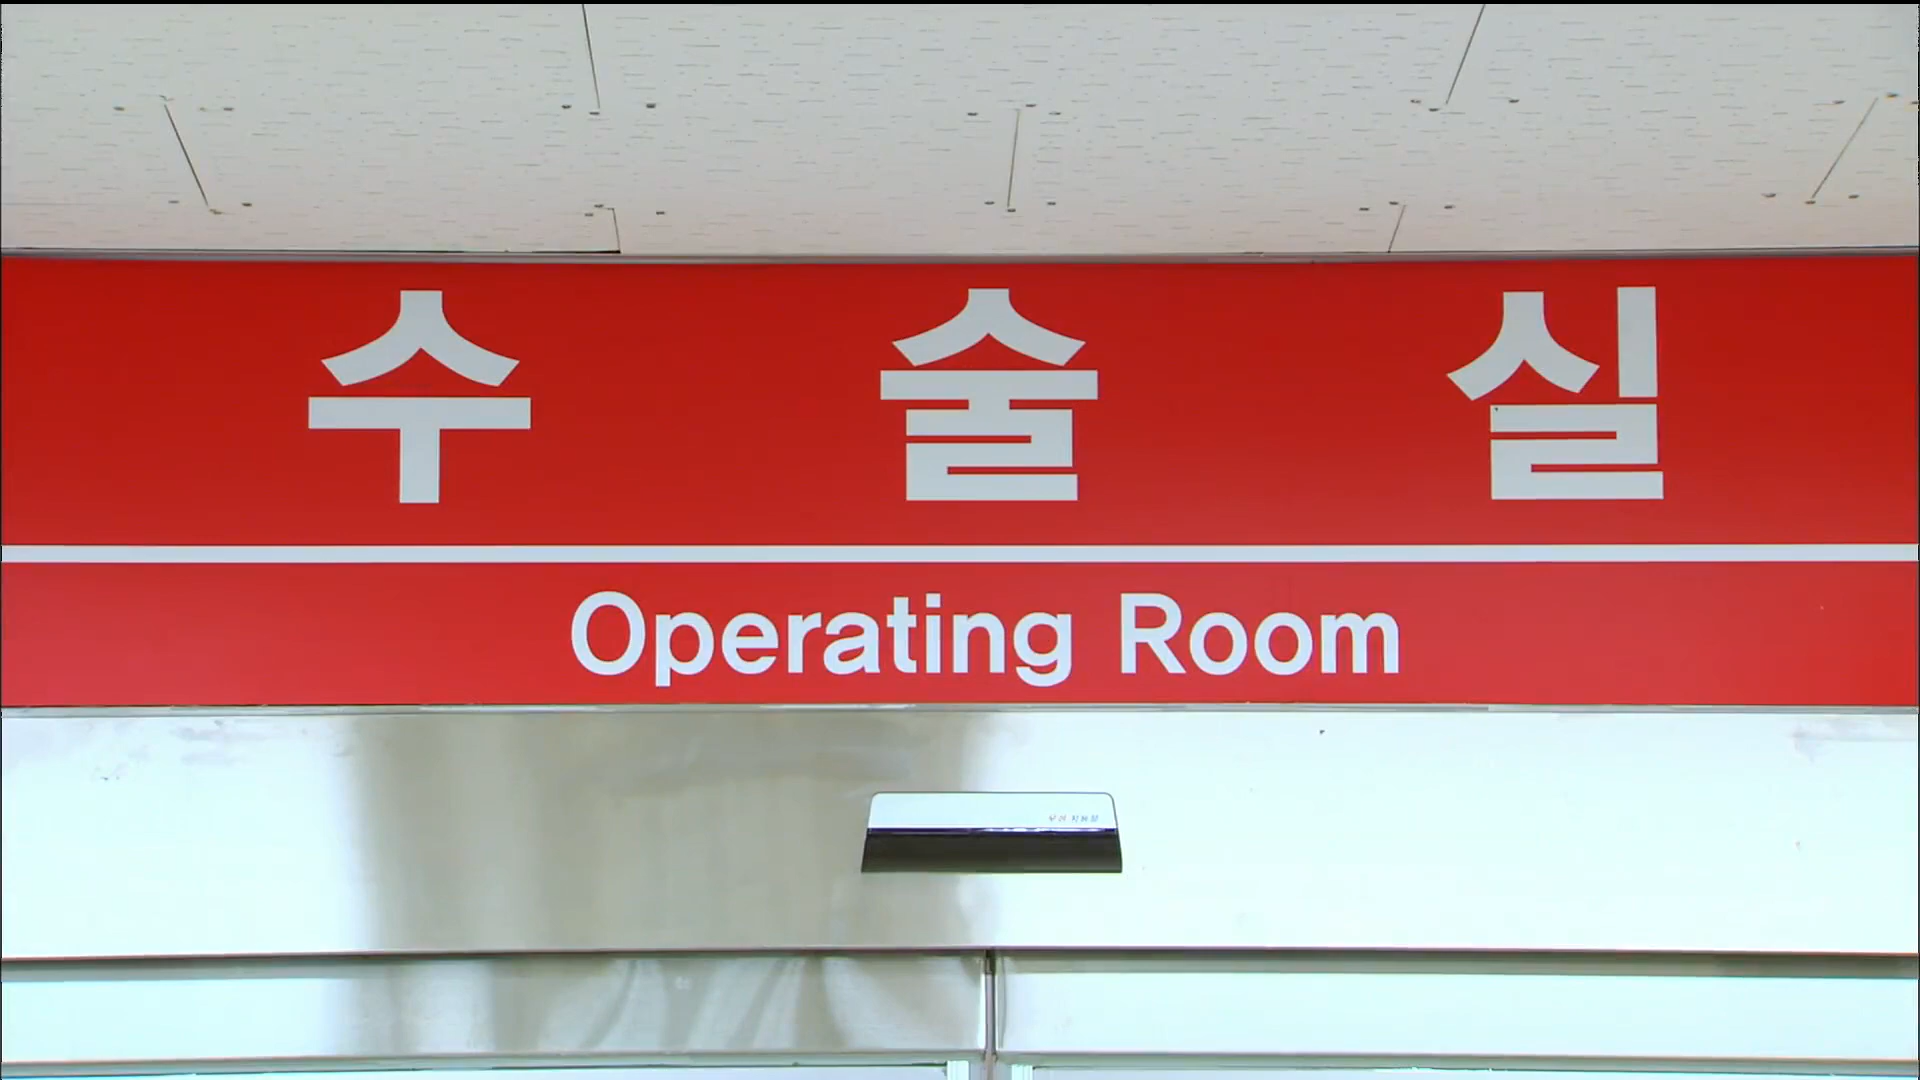 수 술 실
Operating Room